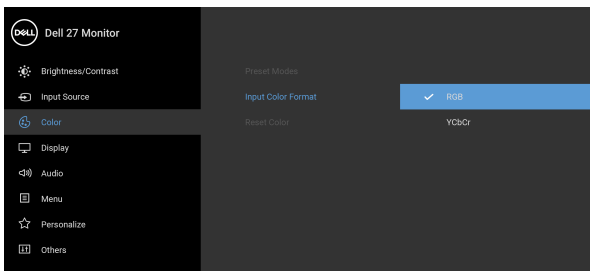 DELL Dell 27 Monitor
Brightness/Contrast
Preset Modes
Input Source
Input Color Format
RGB
Color
Reset Color
YCbCr
Display
Audio
Menu
Personalize
Others